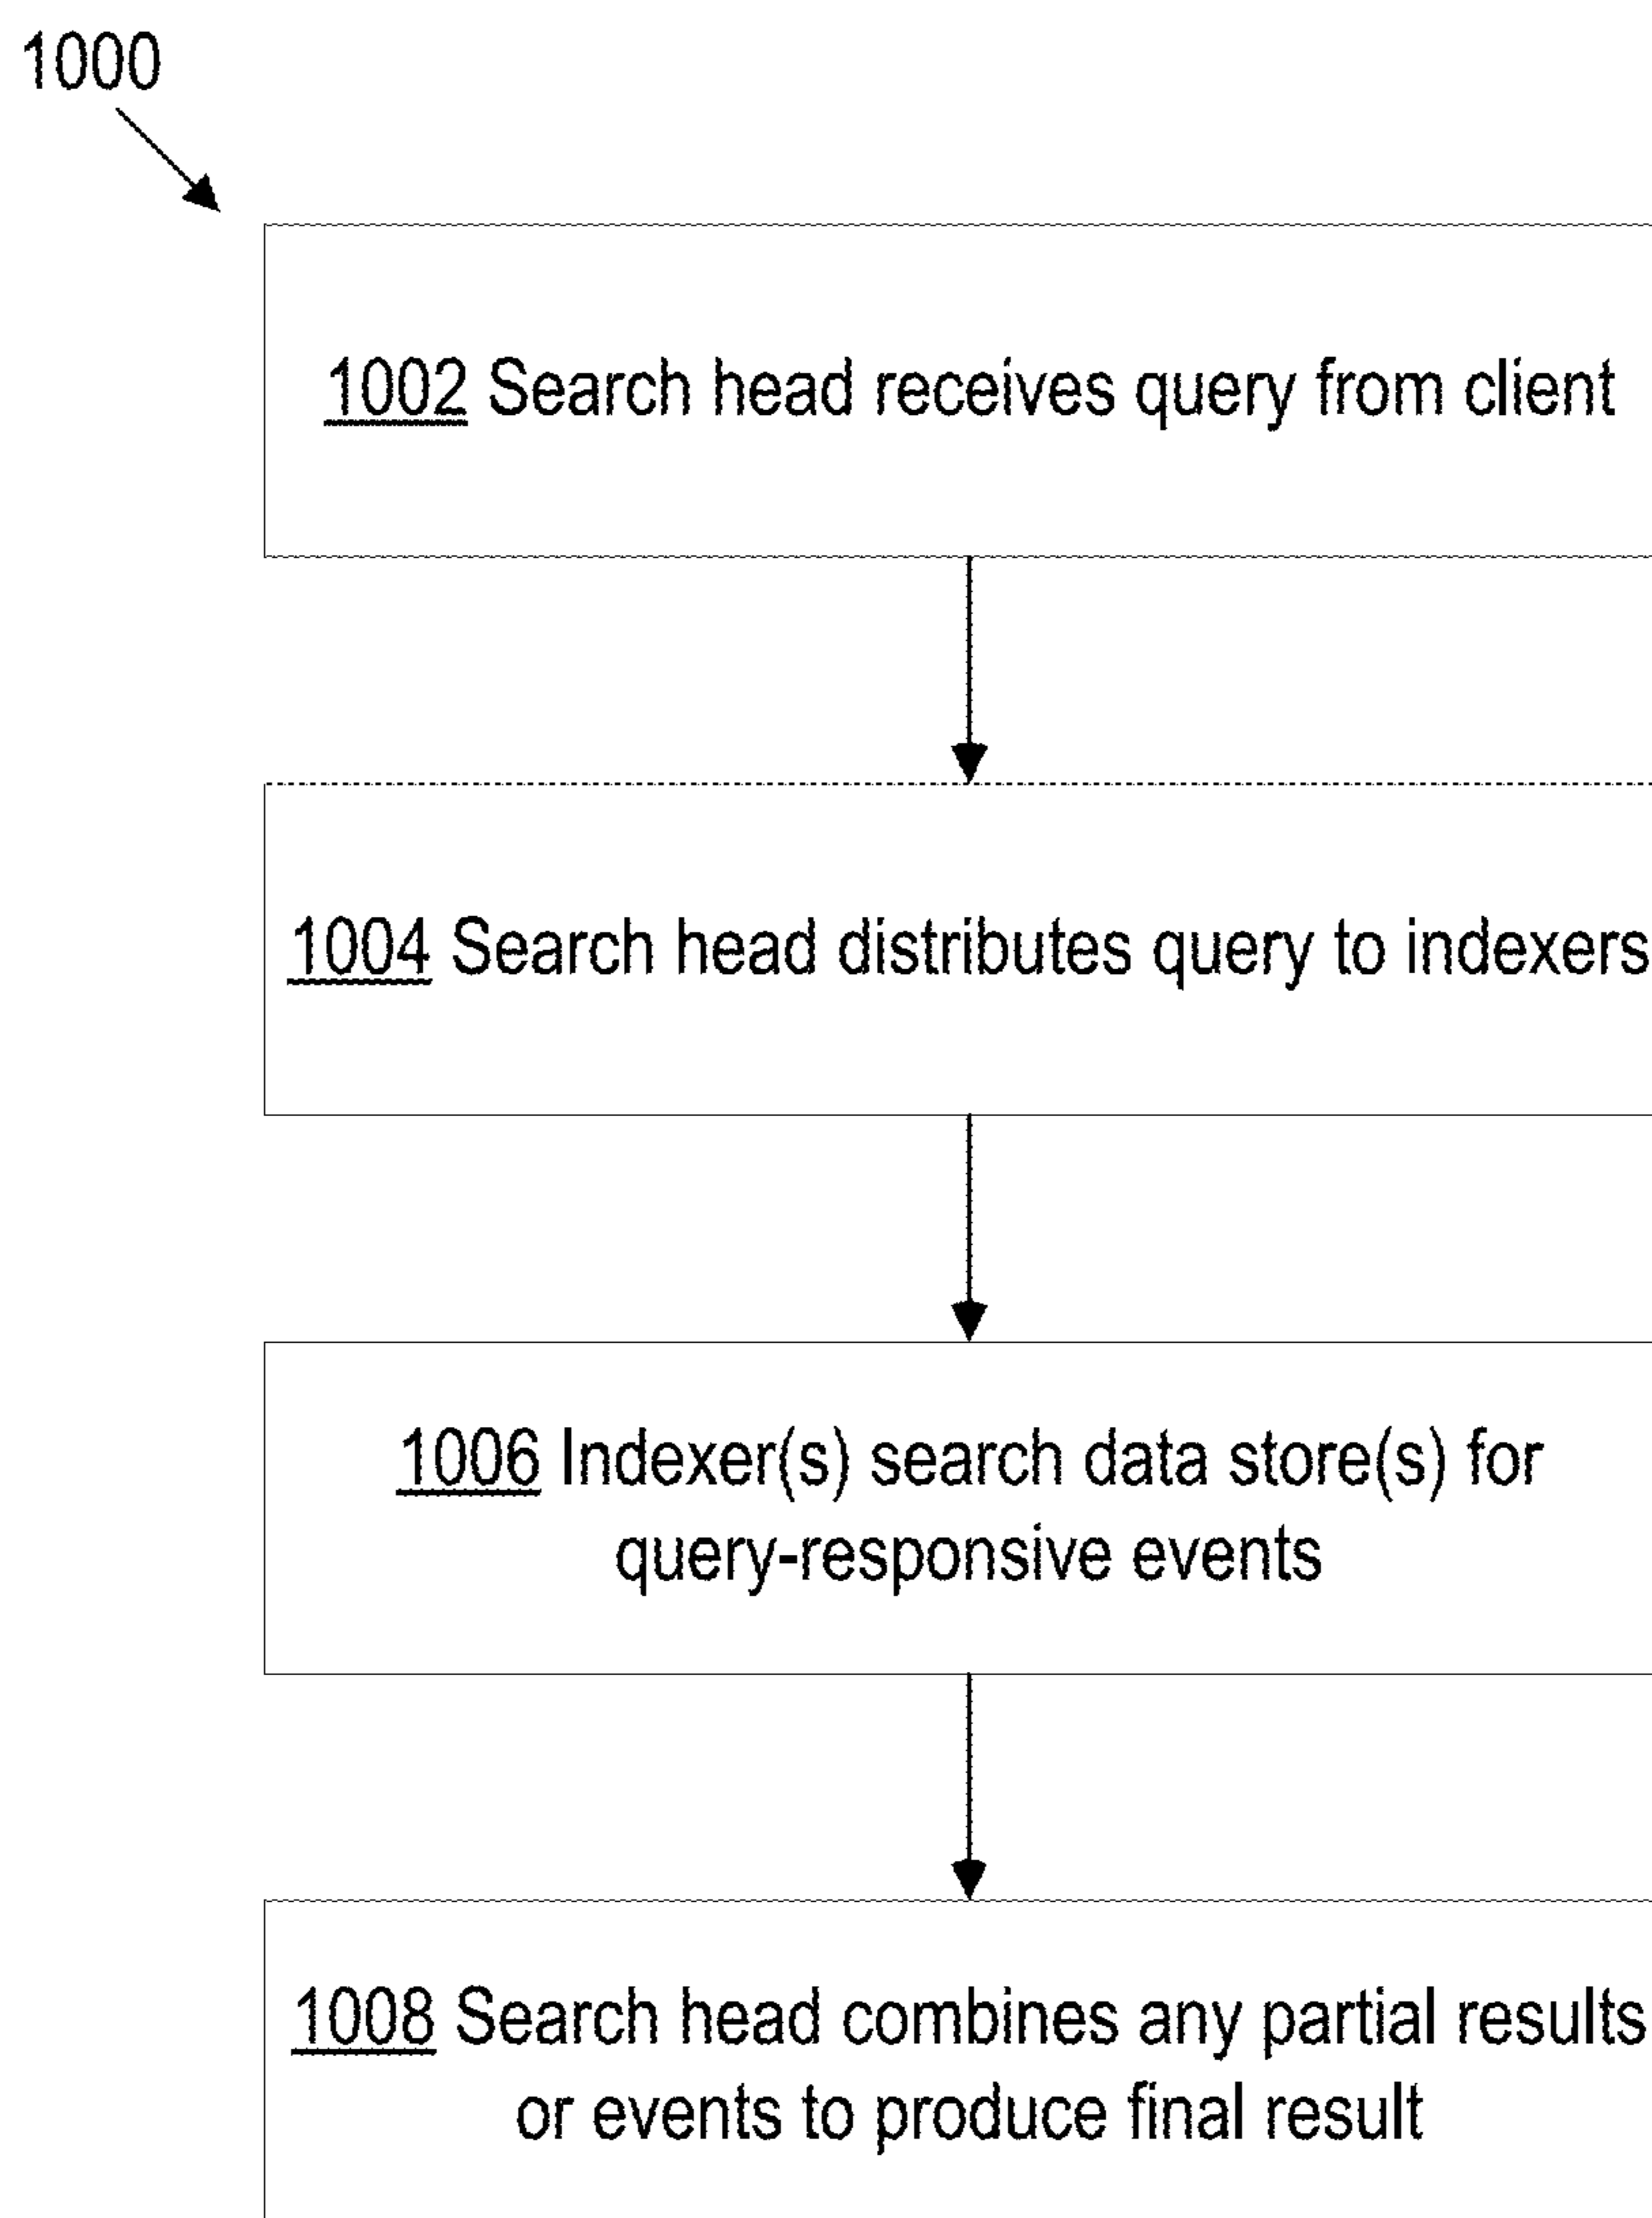 1000
1002 Search head receives query from client
1004 Search head distributes query to indexers
1006 Indexer(s) search data store(s) for
query-responsive events
1008 Search head combines any partial results
or events to produce final result